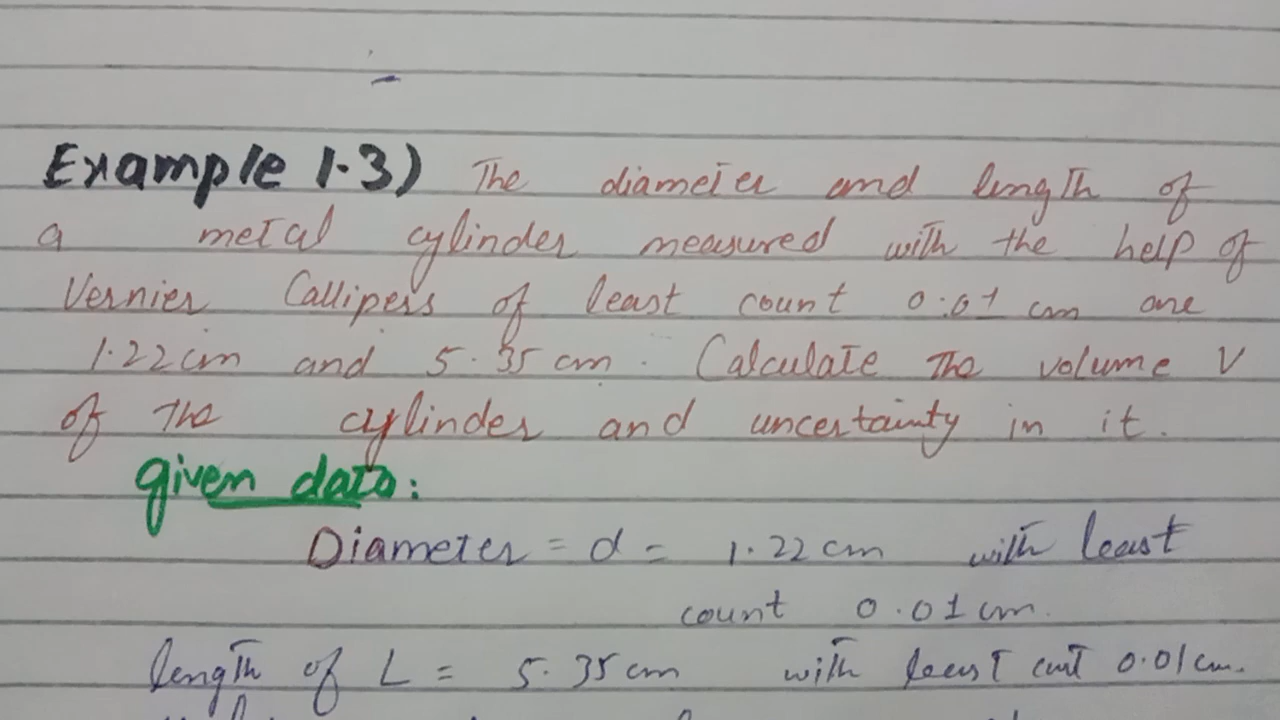 Example 1.3) The diameter and length of
a metal cylinder measured with the help of
Vernier Callipers of least count 0.01 cm are
1.22 cm and 5.35 cm. Calculate The volume V
of The cylinder and uncertainty in it.
given data:
Diameter = d = 1.22 cm with least
count 0.01 cm.
length of L = 5.35 cm with least cunt 0.01 cm.